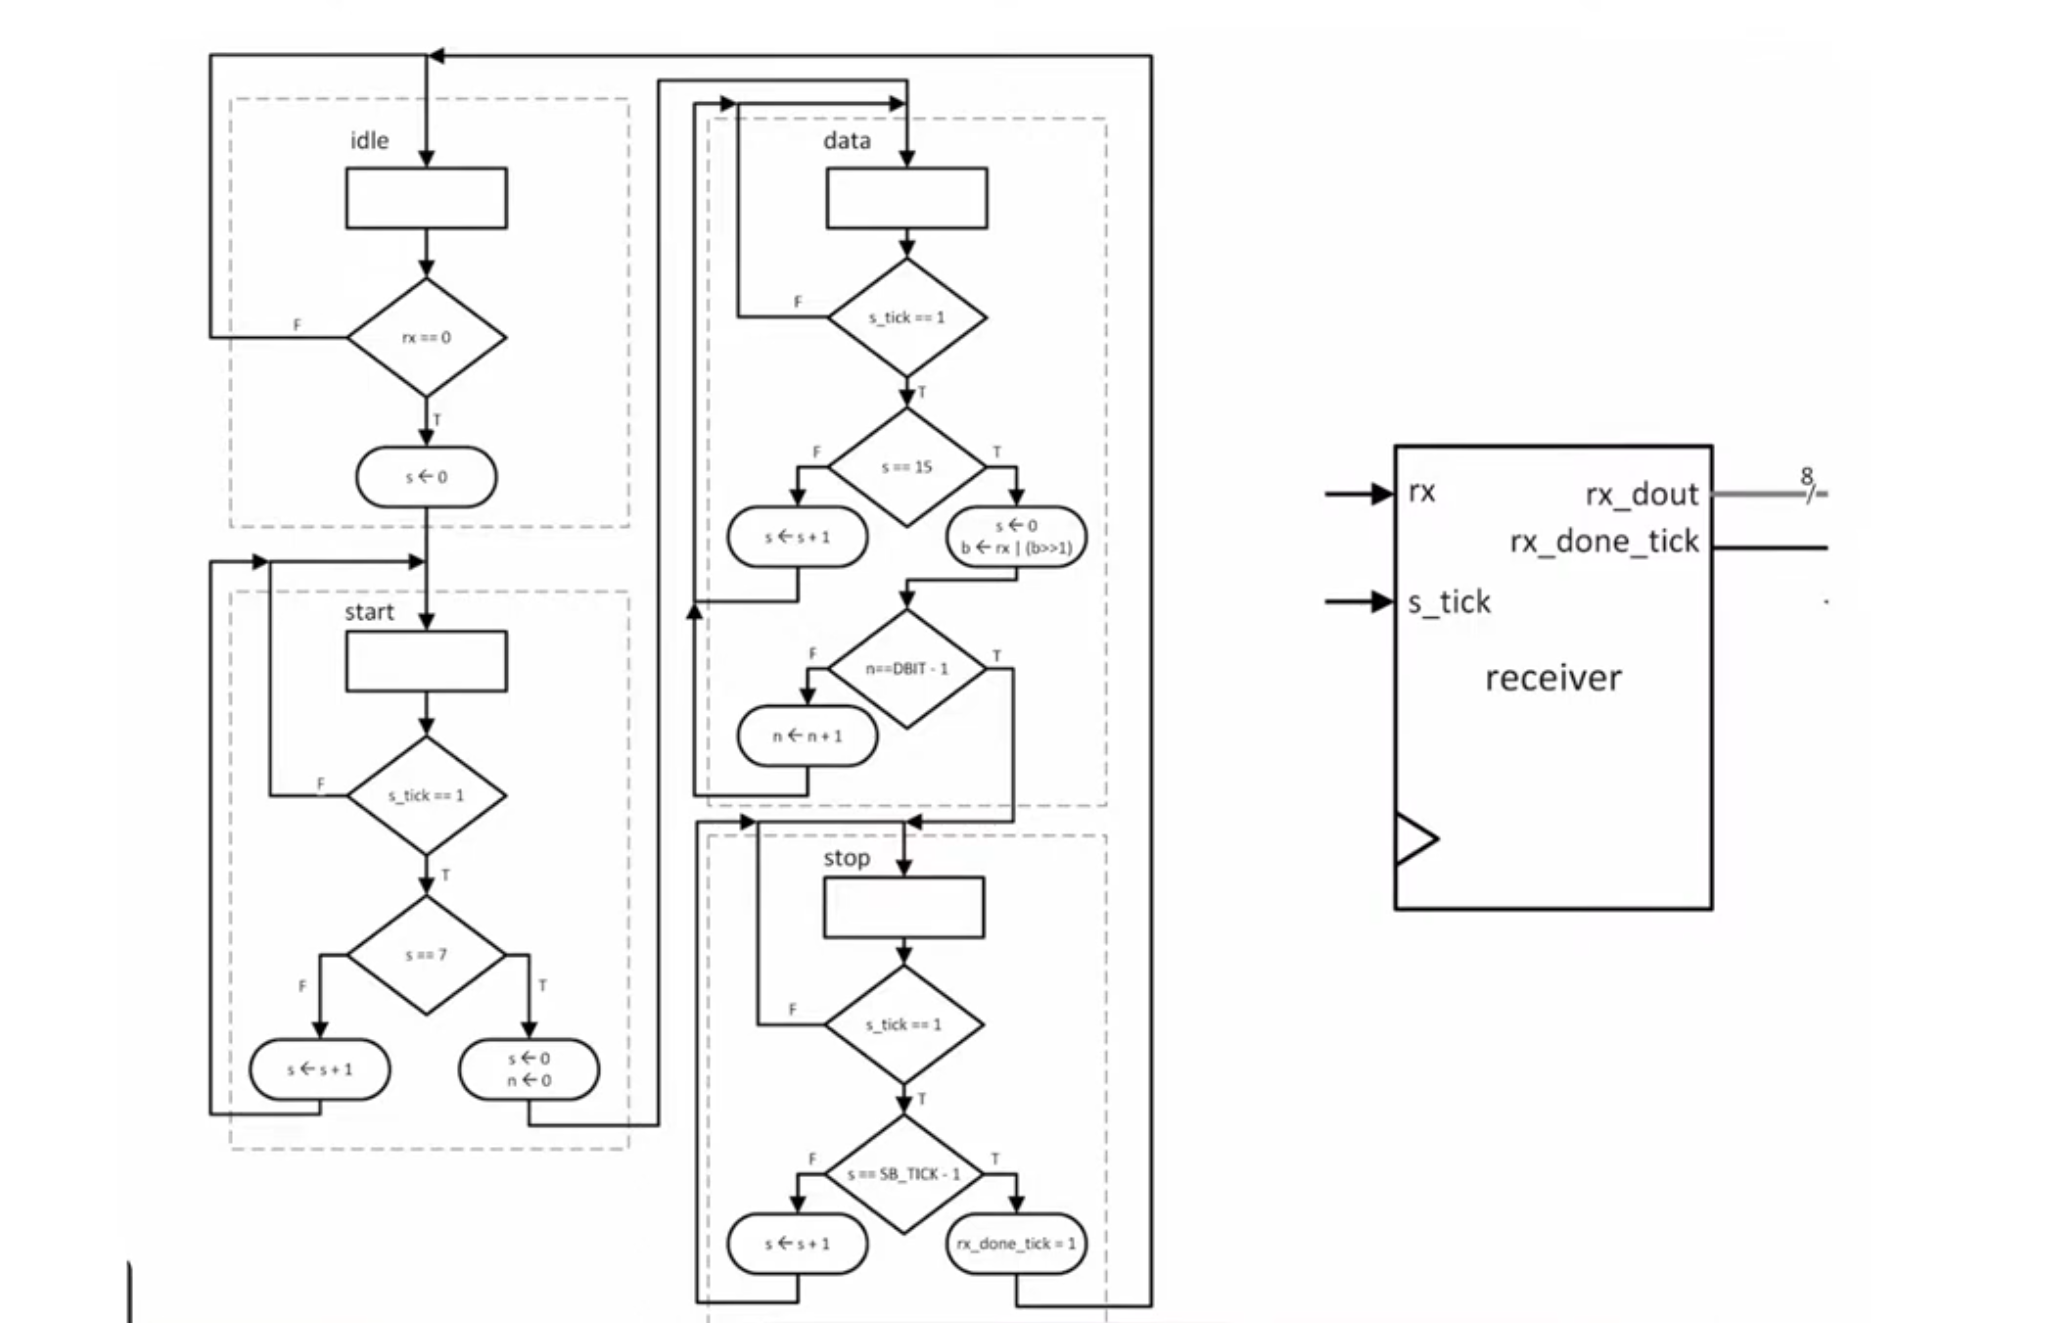 idle
rx == 0
F
T
s ← 0
start
s_tick == 1
F
T
s == 7
F
T
s ← s + 1
s ← 0
n ← 0
data
s_tick == 1
F
T
s == 15
F
T
s ← s + 1
s ← 0
b ← rx | (b>>1)
n==DBIT - 1
F
T
n ← n + 1
stop
s_tick == 1
F
T
s == SB_TICK - 1
F
T
s ← s + 1
rx_done_tick = 1
rx
rx_dout
8
rx_done_tick
s_tick
receiver